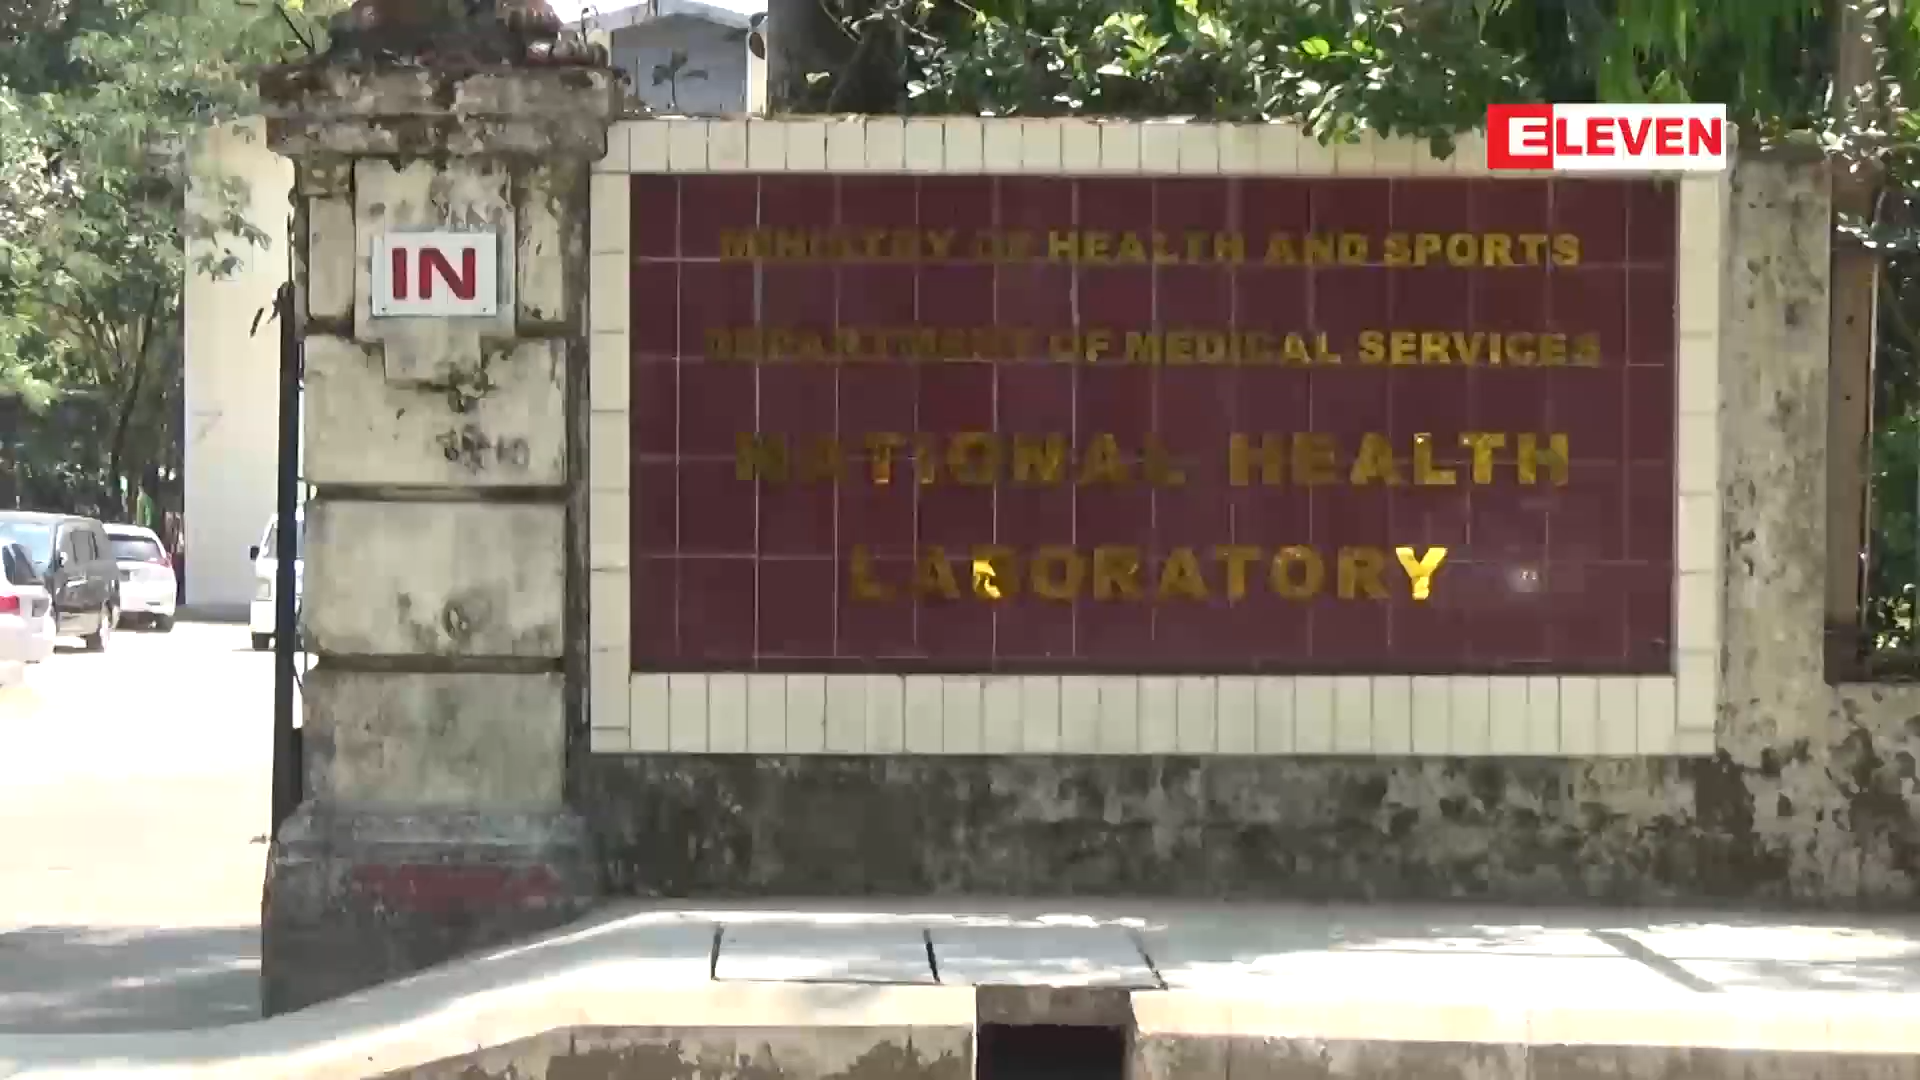 ELEVEN
IN
MINISTRY OF HEALTH AND SPORTS
DEPARTMENT OF MEDICAL SERVICES
NATIONAL HEALTH
LABORATORY